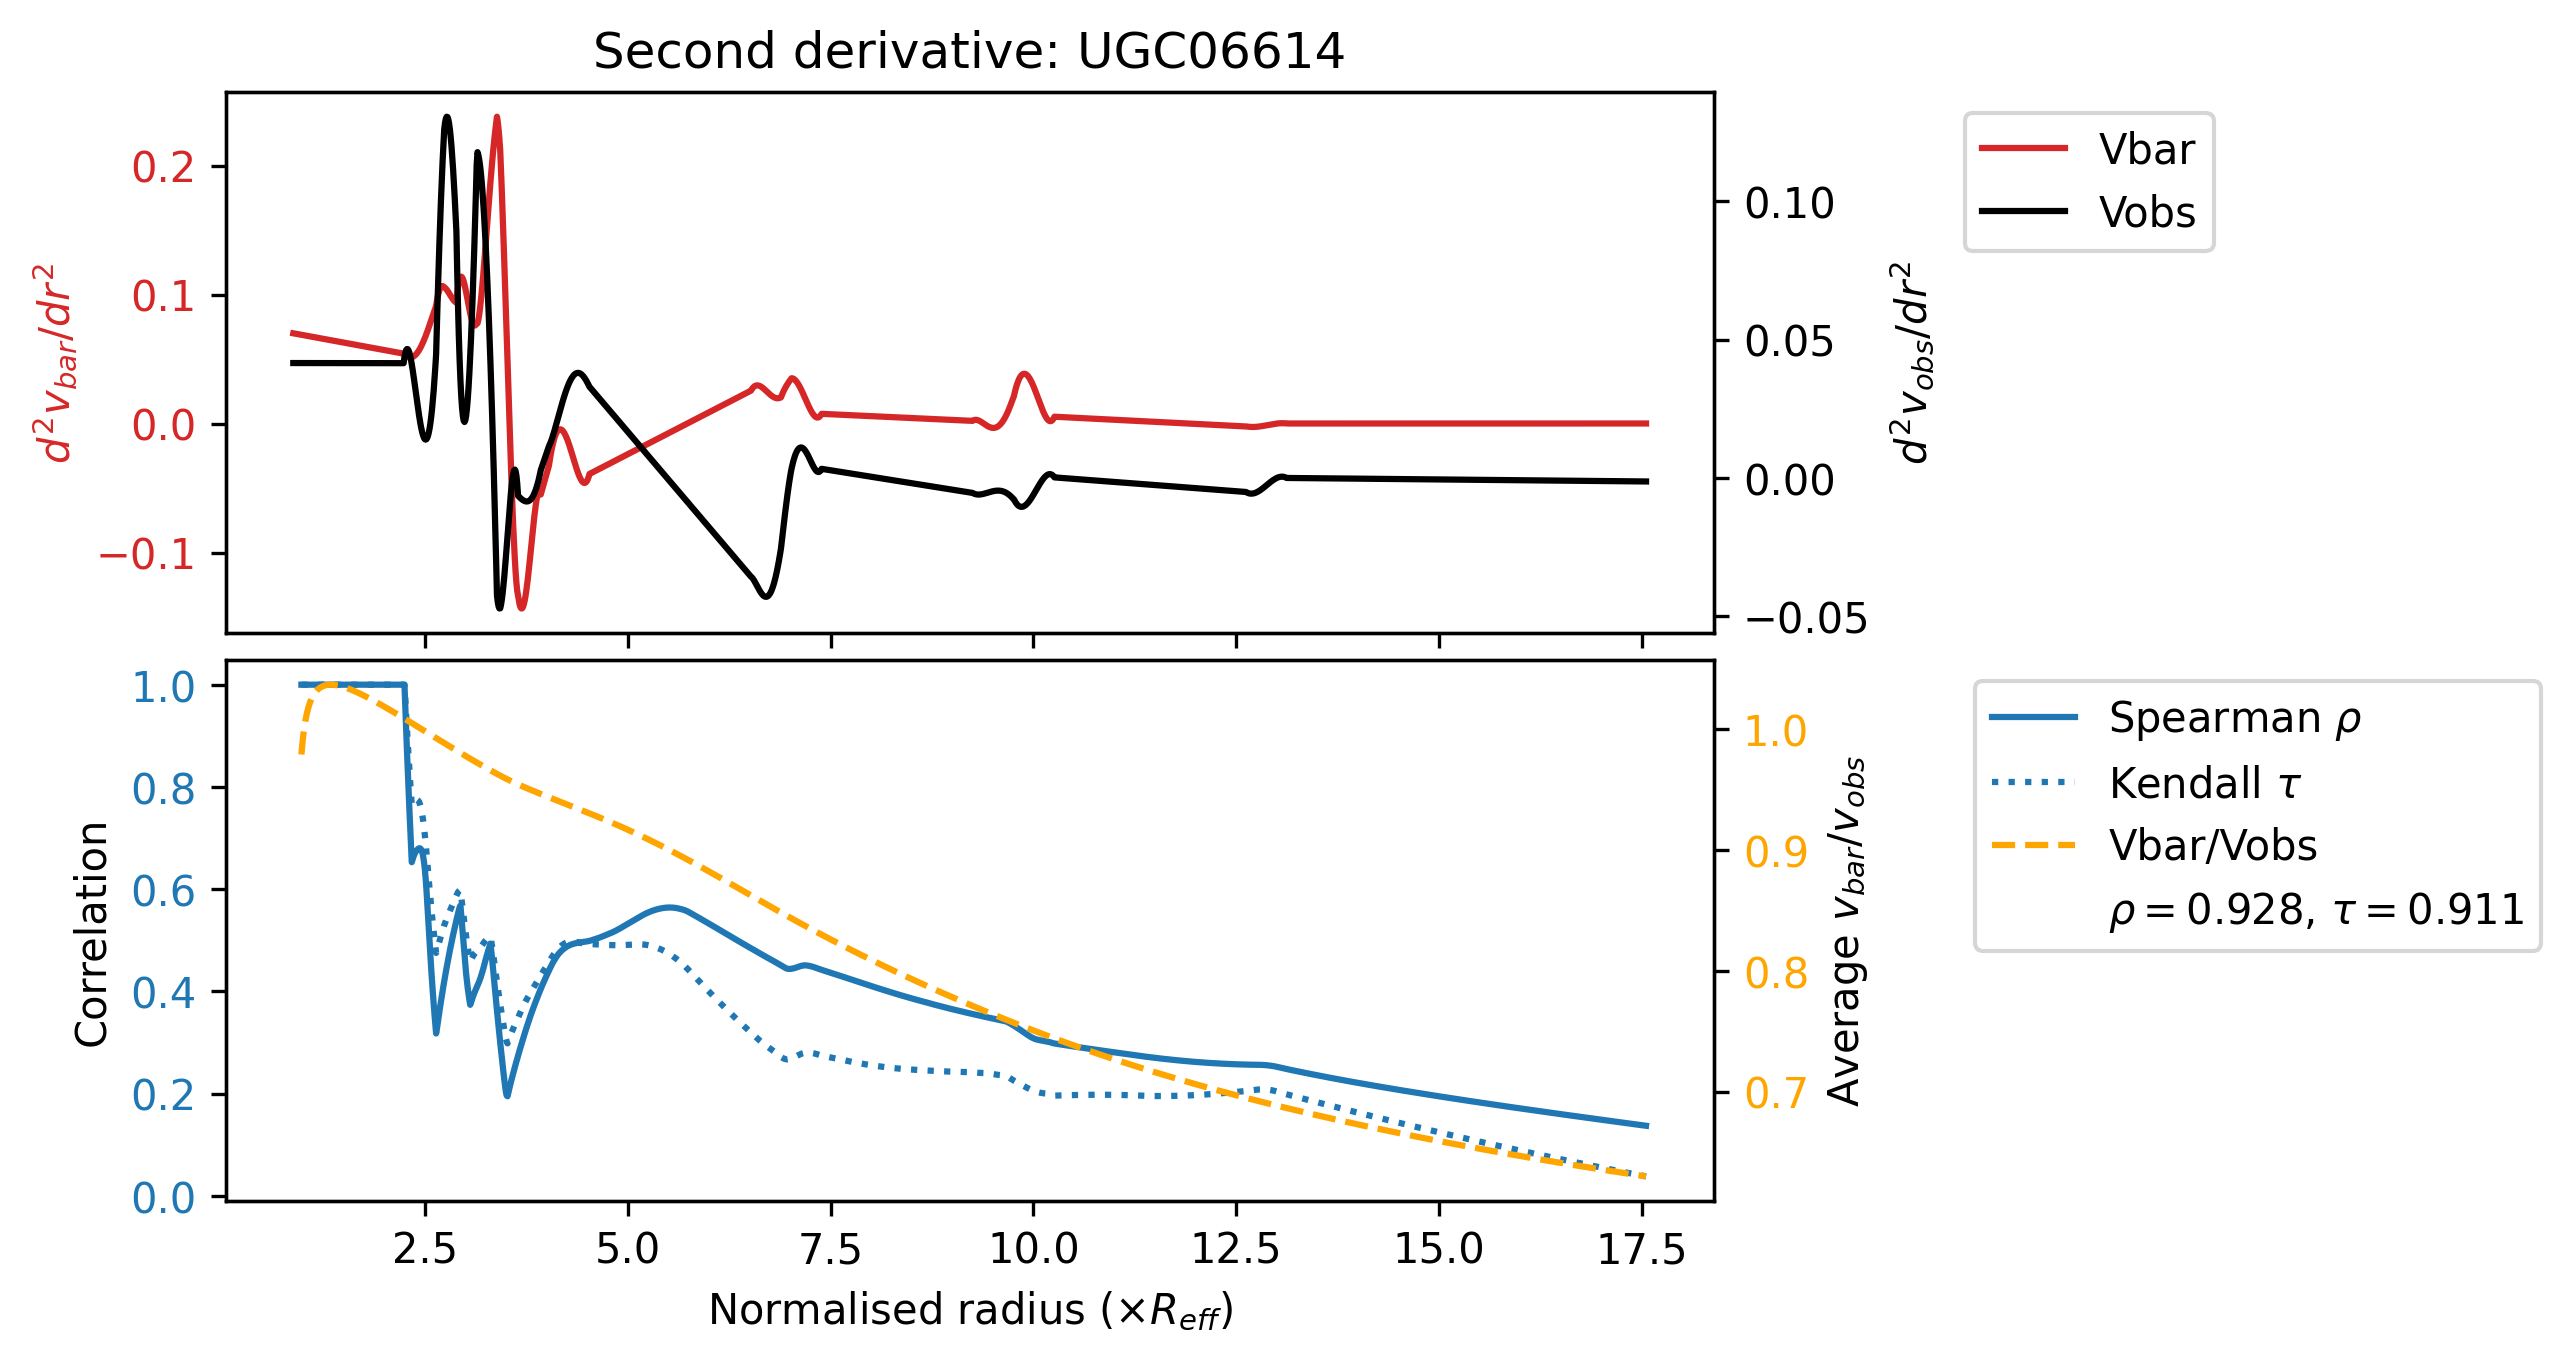 Second derivative: UGC06614
0.2
0.1
0.0
−0.1
d²v_bar/dr²
0.10
0.05
0.00
−0.05
d²v_obs/dr²
Vbar
Vobs
1.0
0.8
0.6
0.4
0.2
0.0
Correlation
1.0
0.9
0.8
0.7
Average v_bar/v_obs
Spearman ρ
Kendall τ
Vbar/Vobs
ρ = 0.928, τ = 0.911
2.5 5.0 7.5 10.0 12.5 15.0 17.5
Normalised radius (×R_eff)